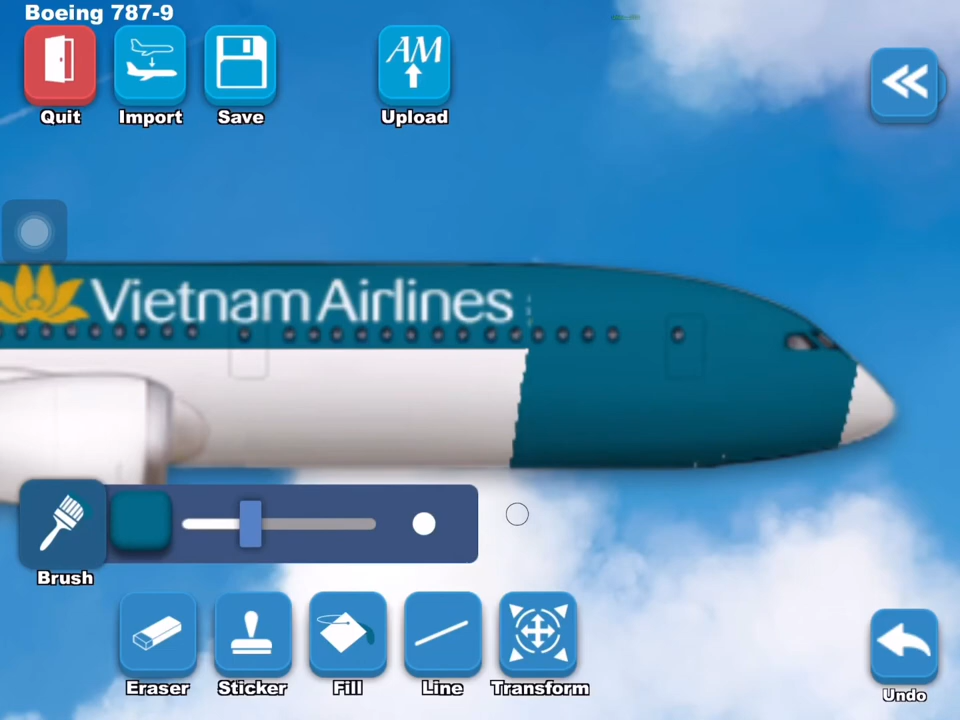 Boeing 787-9
AM
Quit
Import
Save
Upload
Vietnam Airlines
Brush
Eraser
Sticker
Fill
Line
Transform
Undo